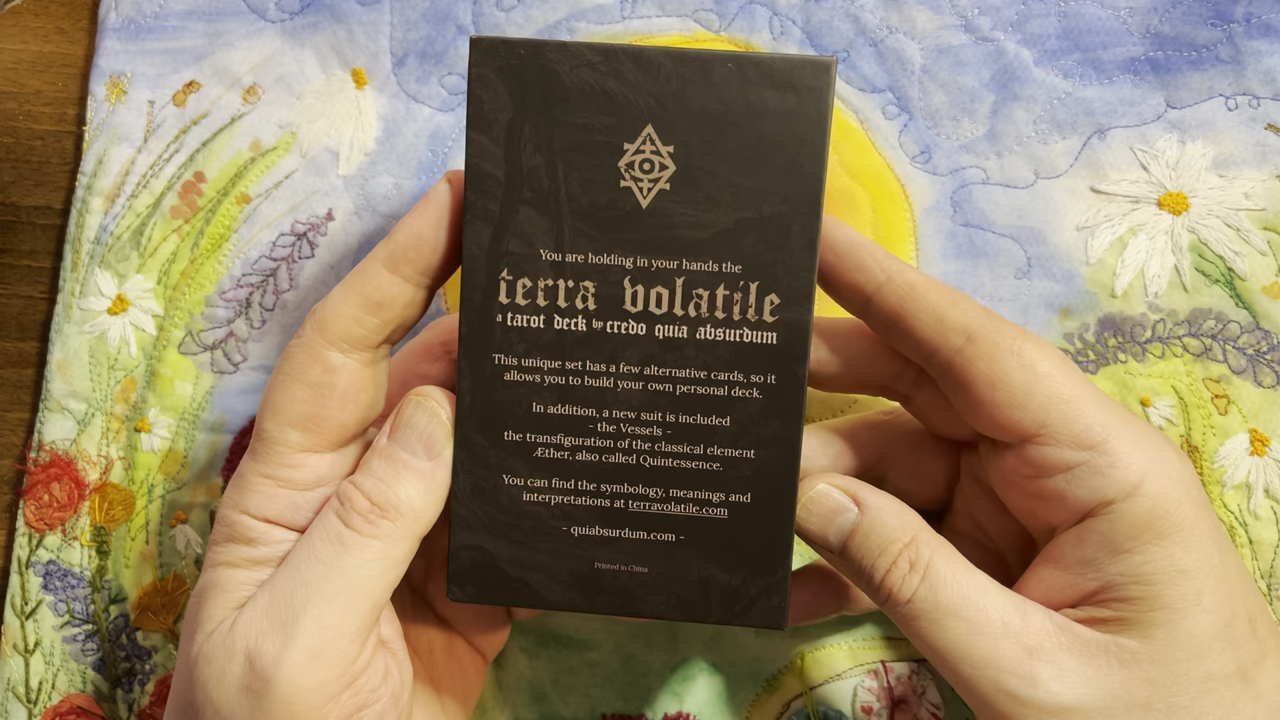 You are holding in your hands the
terra volatile
a tarot deck by credo quia absurdum
This unique set has a few alternative cards, so it
allows you to build your own personal deck.
In addition, a new suit is included
- the Vessels -
the transfiguration of the classical element
Æther, also called Quintessence.
You can find the symbology, meanings and
interpretations at terravolatile.com
- quiabsurdum.com -
Printed in China